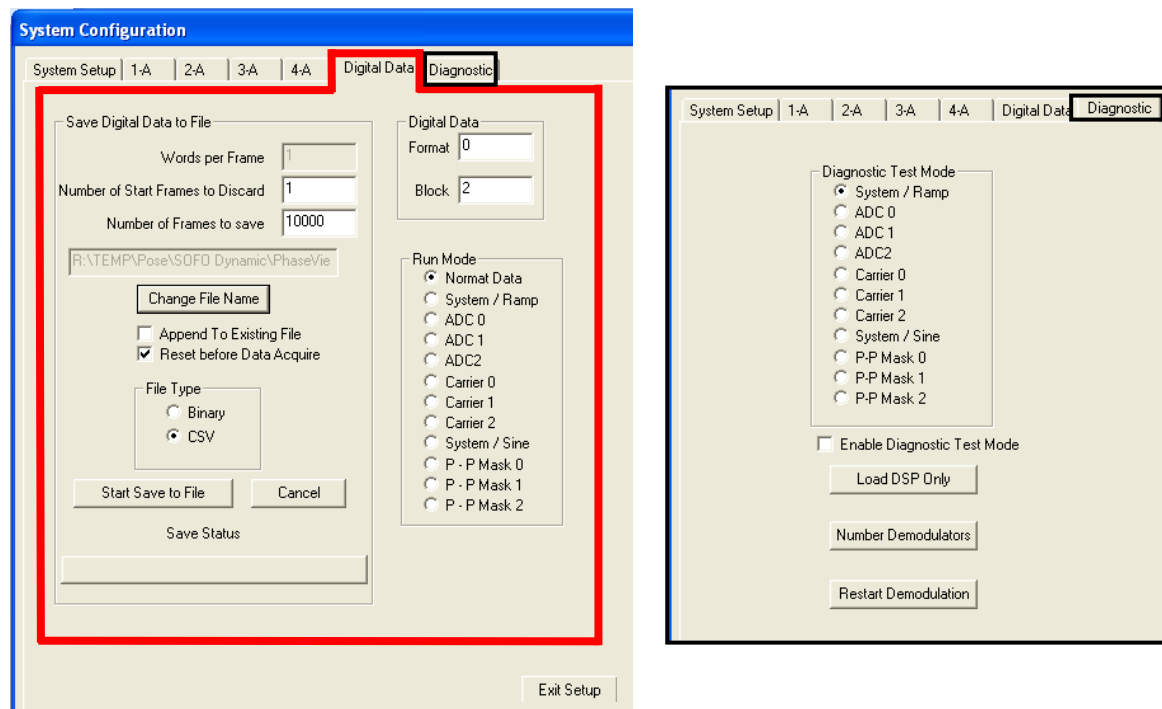 System Configuration
System Setup 1-A 2-A 3-A 4-A Digital Data Diagnostic
Save Digital Data to File
Words per Frame 1
Number of Start Frames to Discard 1
Number of Frames to save 10000
R:\TEMP\Pose\SOFO Dynamic\PhaseVie
Change File Name
Append To Existing File
Reset before Data Acquire
File Type
Binary
CSV
Start Save to File Cancel
Save Status
Digital Data
Format 0
Block 2
Run Mode
Normat Data
System / Ramp
ADC 0
ADC 1
ADC2
Carrier 0
Carrier 1
Carrier 2
System / Sine
P - P Mask 0
P - P Mask 1
P - P Mask 2
Exit Setup
System Setup 1-A 2-A 3-A 4-A Digital Data Diagnostic
Diagnostic Test Mode
System / Ramp
ADC 0
ADC 1
ADC2
Carrier 0
Carrier 1
Carrier 2
System / Sine
P-P Mask 0
P-P Mask 1
P-P Mask 2
Enable Diagnostic Test Mode
Load DSP Only
Number Demodulators
Restart Demodulation